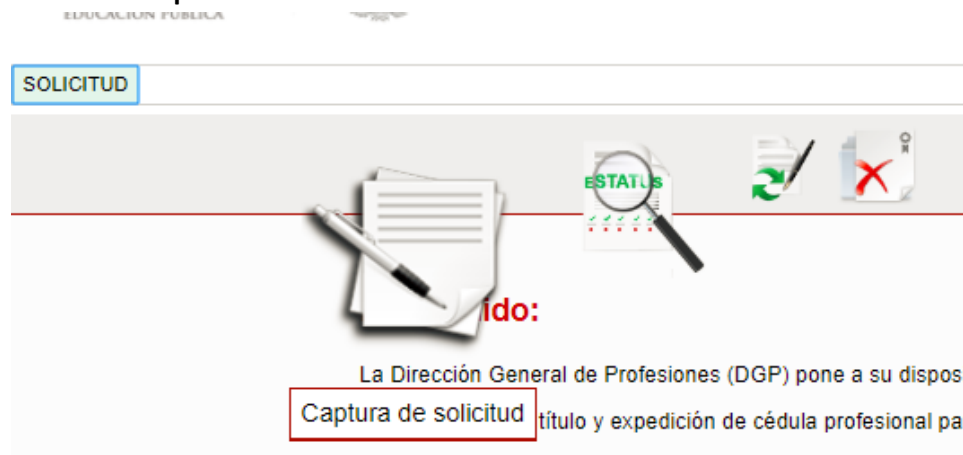 EDUCACIÓN PÚBLICA
SOLICITUD
ESTATUS
ido:
La Dirección General de Profesiones (DGP) pone a su dispos
Captura de solicitud título y expedición de cédula profesional pa